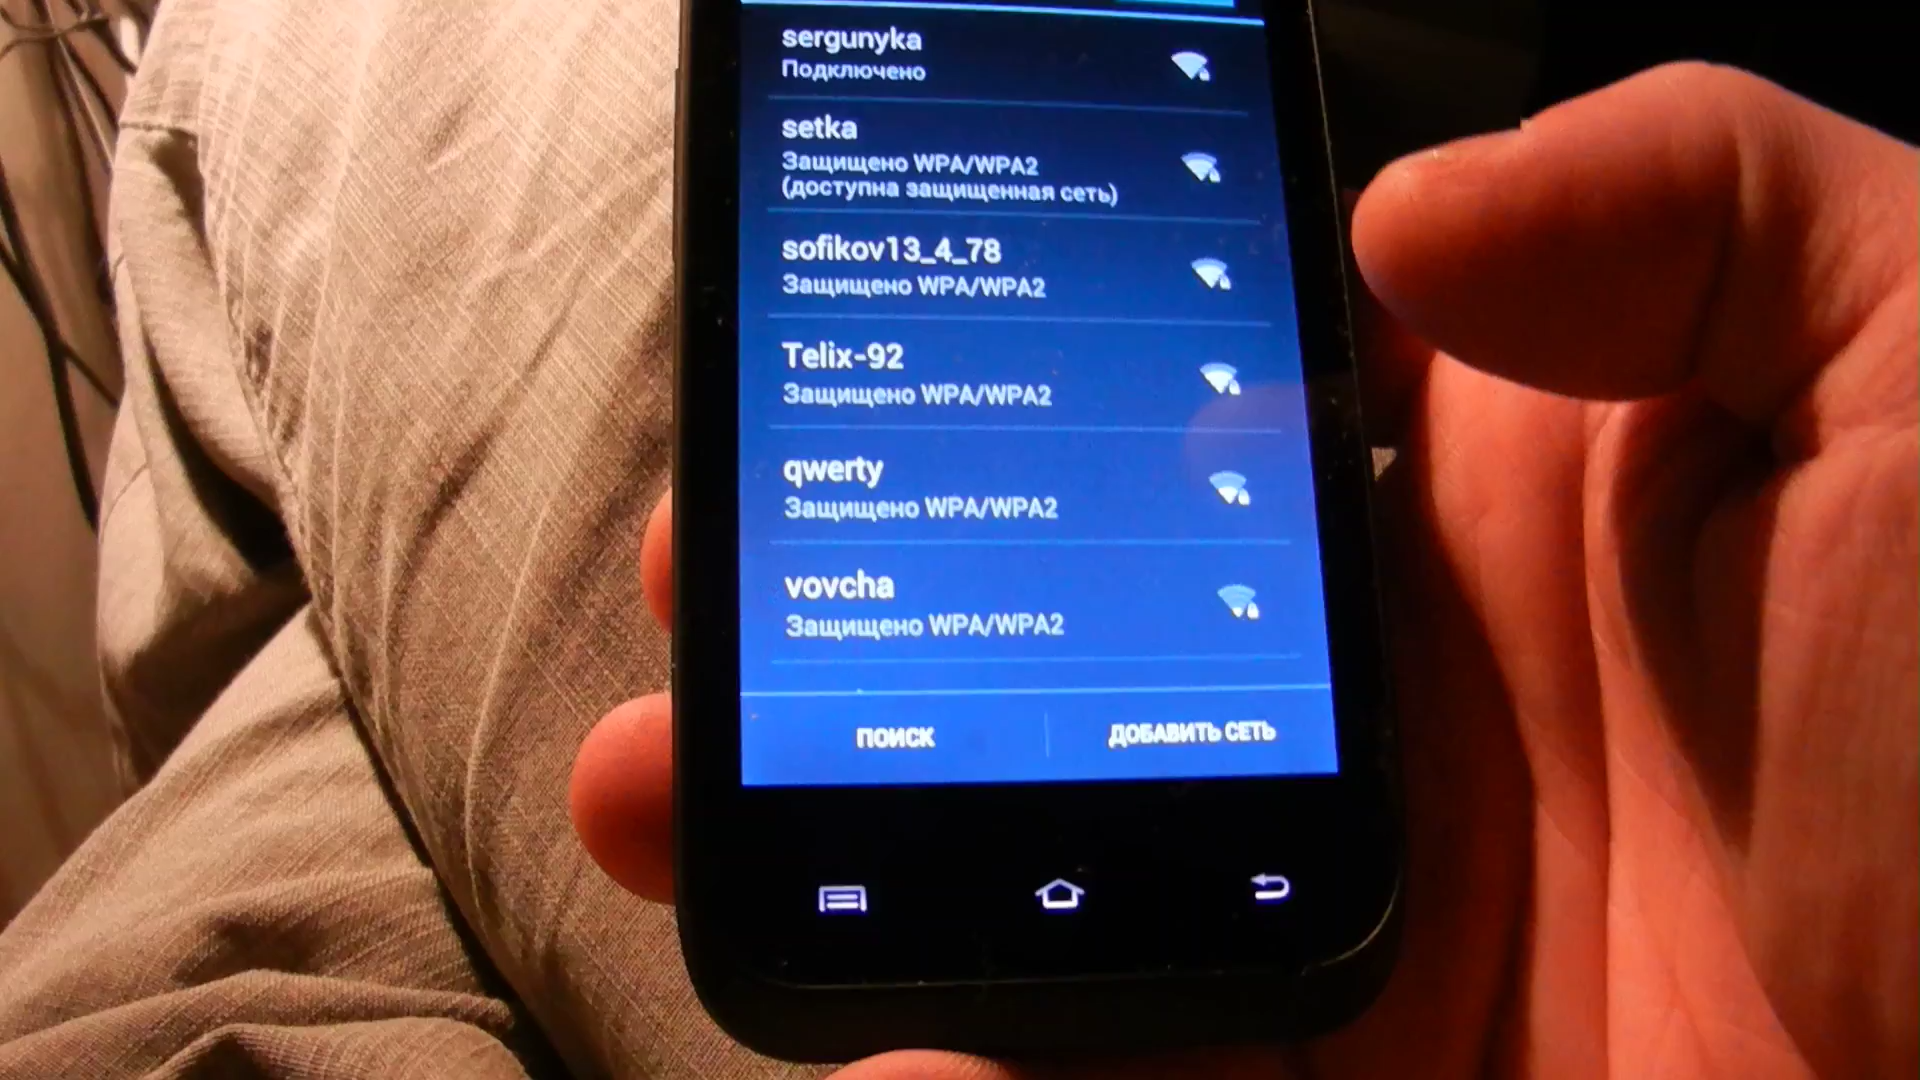 sergunyka
Подключено
setka
Защищено WPA/WPA2
(доступна защищенная сеть)
sofikov13_4_78
Защищено WPA/WPA2
Telix-92
Защищено WPA/WPA2
qwerty
Защищено WPA/WPA2
vovcha
Защищено WPA/WPA2
ПОИСК
ДОБАВИТЬ СЕТЬ